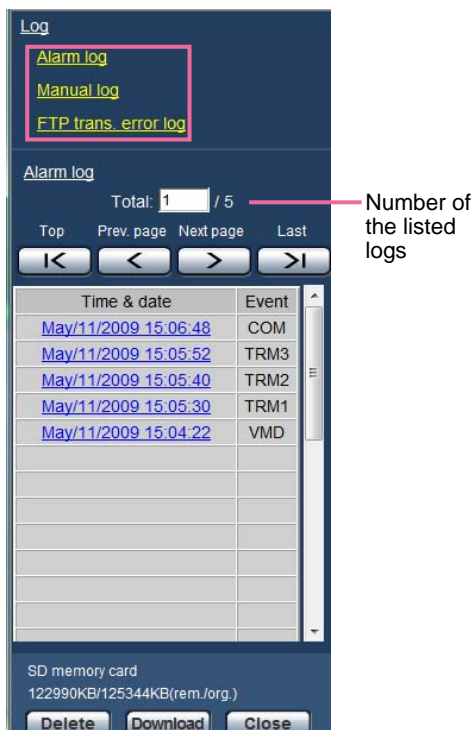 Log
Alarm log
Manual log
FTP trans. error log
Alarm log
Total: 1 / 5
Number of
the listed
logs
Top Prev. page Next page Last
Time & date Event
May/11/2009 15:06:48 COM
May/11/2009 15:05:52 TRM3
May/11/2009 15:05:40 TRM2
May/11/2009 15:05:30 TRM1
May/11/2009 15:04:22 VMD
SD memory card
122990KB/125344KB(rem./org.)
Delete Download Close